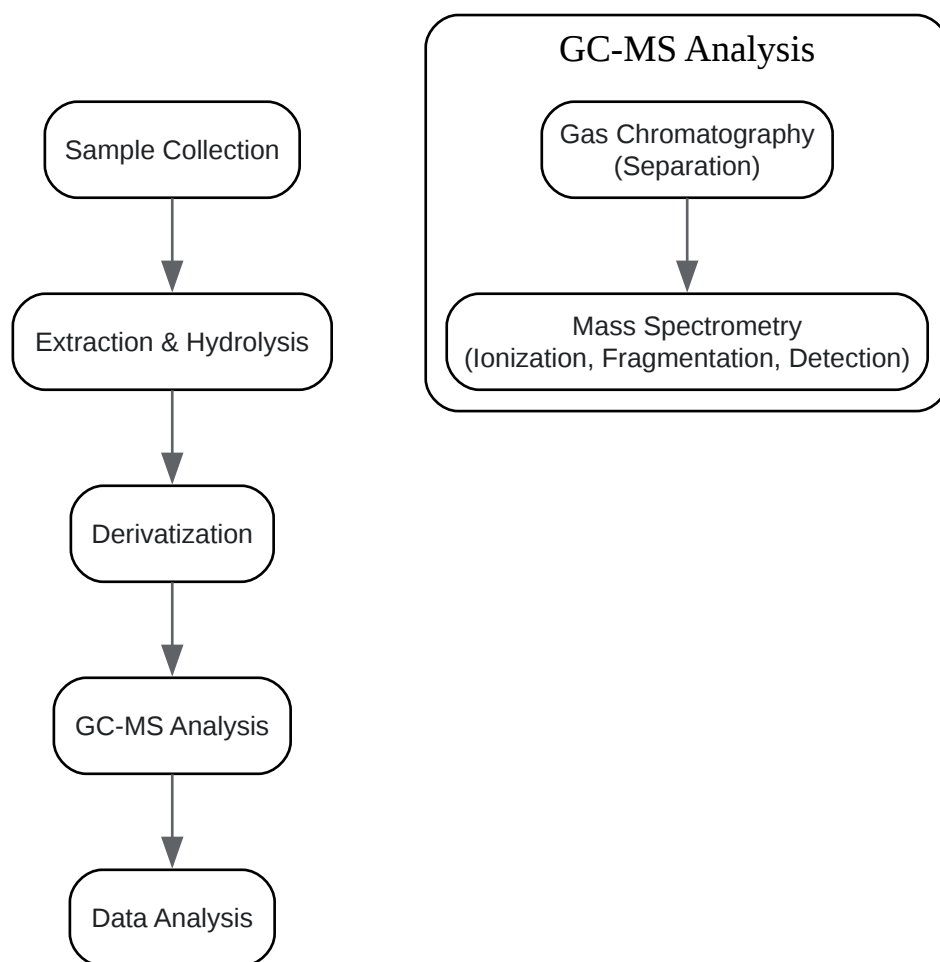 Sample Collection
Extraction & Hydrolysis
Derivatization
GC-MS Analysis
Data Analysis
GC-MS Analysis
Gas Chromatography
(Separation)
Mass Spectrometry
(Ionization, Fragmentation, Detection)